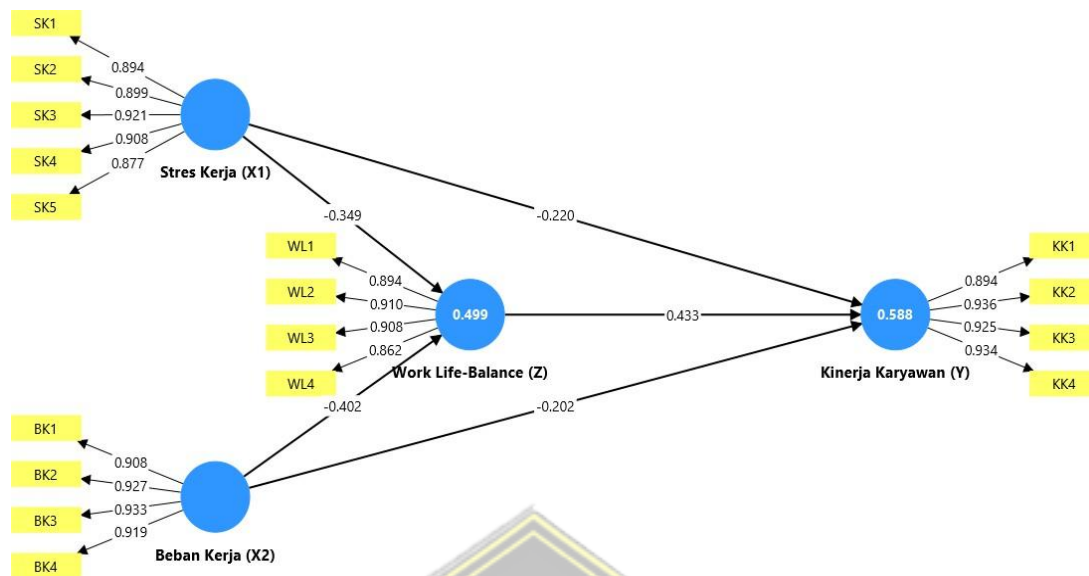 SK1
0.894
SK2
0.899
SK3
0.921
SK4
0.908
SK5
0.877
Stres Kerja (X1)
-0.349
-0.220
WL1
0.894
WL2
0.910
WL3
0.908
WL4
0.862
0.499
Work Life-Balance (Z)
0.433
0.588
Kinerja Karyawan (Y)
KK1
0.894
KK2
0.936
KK3
0.925
KK4
0.934
-0.402
-0.202
BK1
0.908
BK2
0.927
BK3
0.933
BK4
0.919
Beban Kerja (X2)